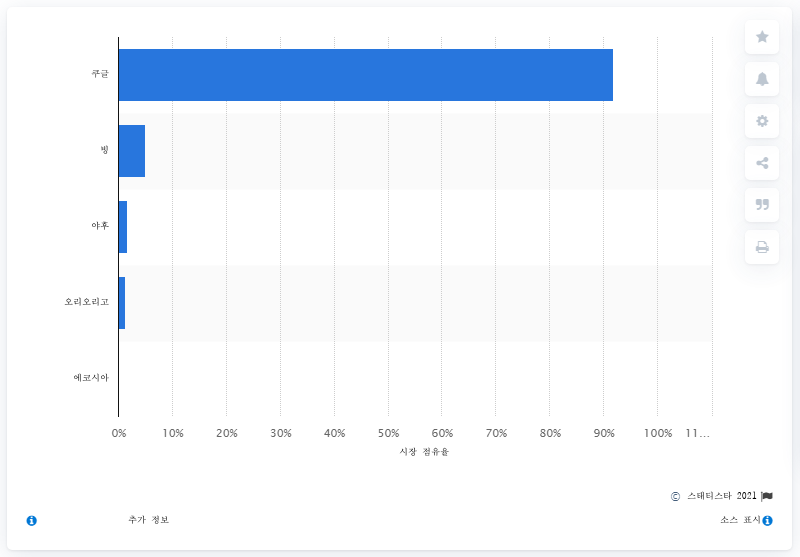 구글
빙
야후
오리오리고
에코시아
0% 10% 20% 30% 40% 50% 60% 70% 80% 90% 100% 11...
시장 점유율
© 스태티스타 2021
추가 정보
소스 표시